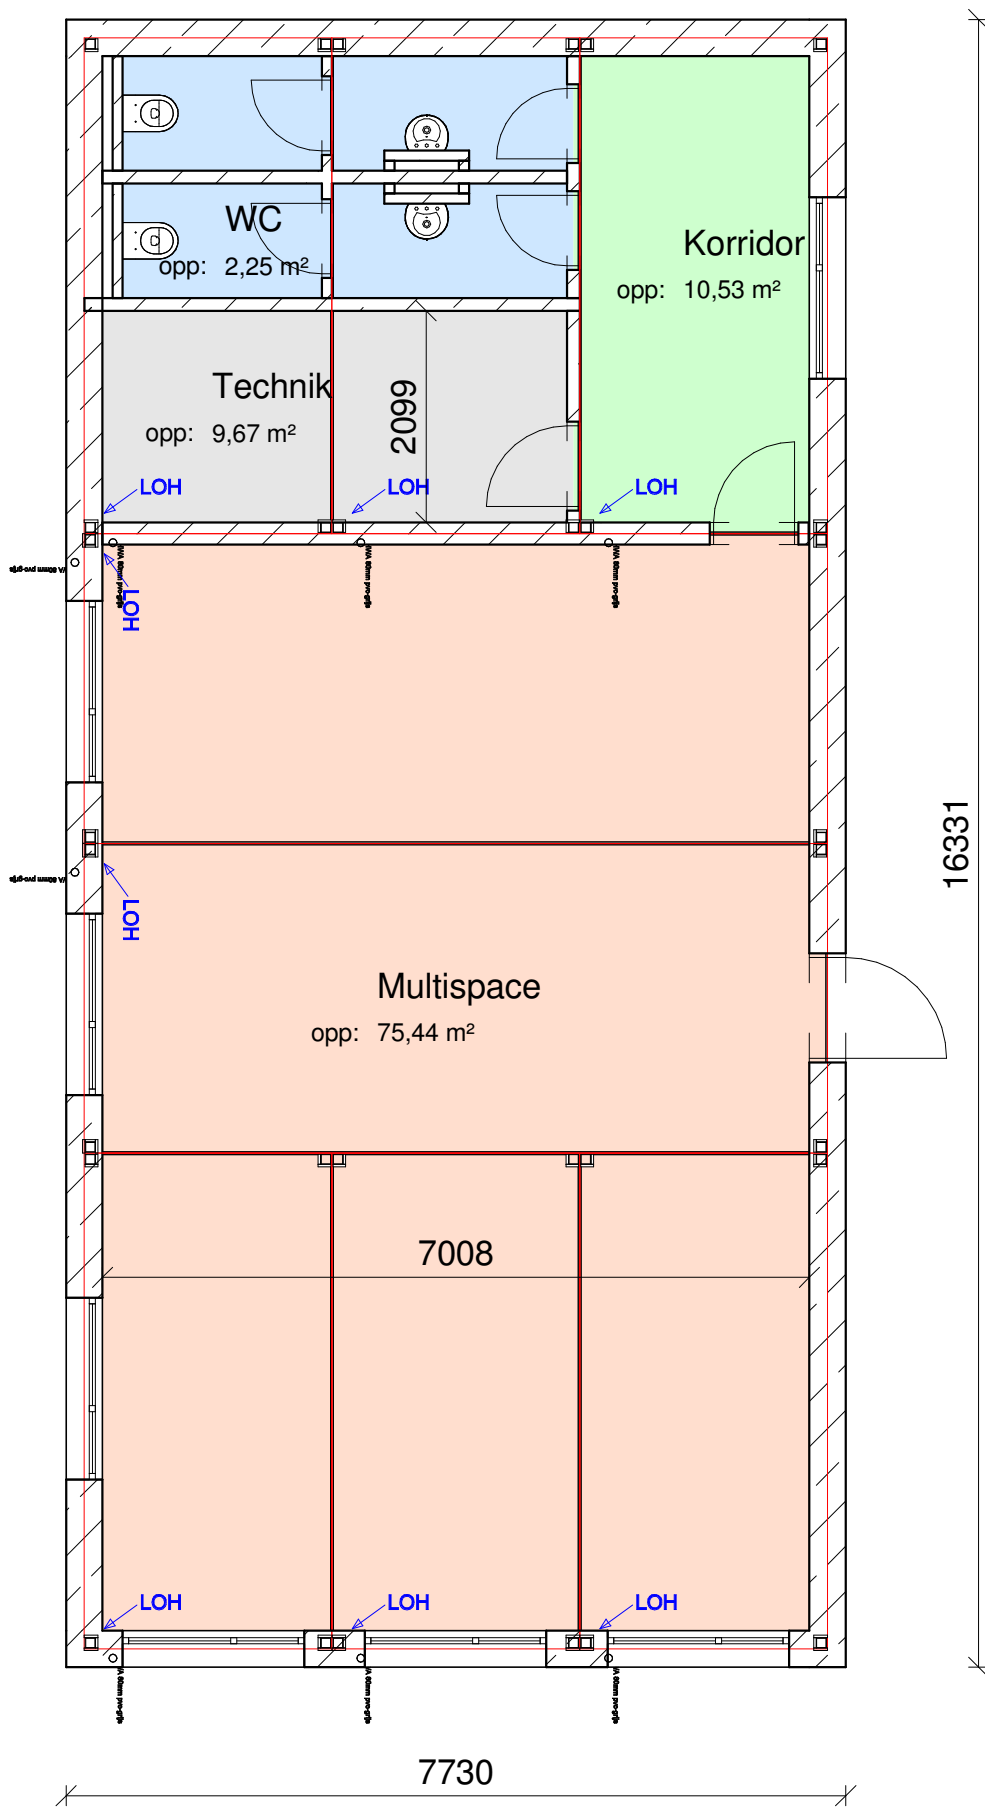 WC
opp: 2,25 m²
Korridor
opp: 10,53 m²
Technik
opp: 9,67 m²
2099
LOH
LOH
LOH
LOH
16331
LOH
Multispace
opp: 75,44 m²
7008
LOH
LOH
LOH
7730